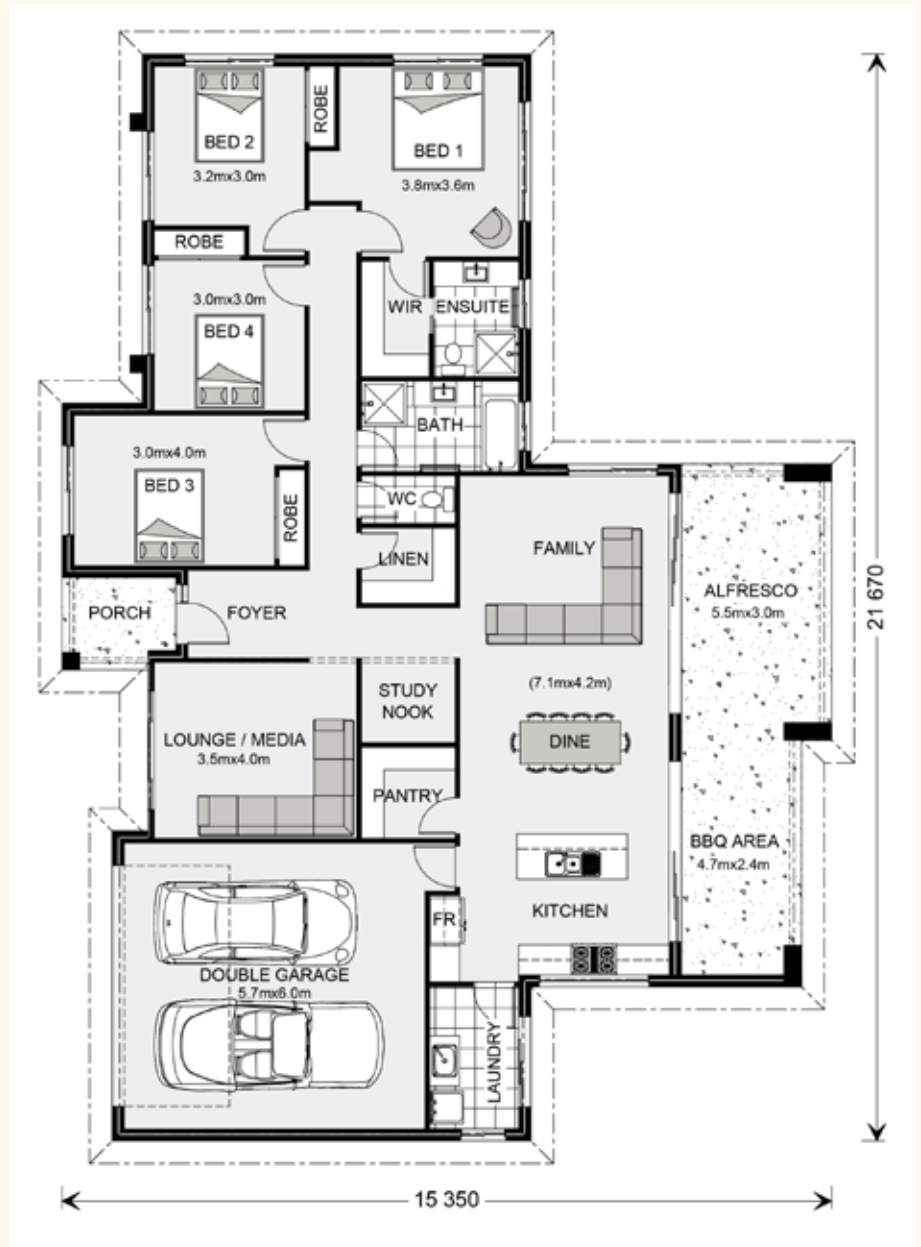 BED 2
3.2mx3.0m
ROBE
BED 1
3.8mx3.6m
ROBE
3.0mx3.0m
BED 4
WIR
ENSUITE
BATH
3.0mx4.0m
BED 3
ROBE
WC
LINEN
FAMILY
ALFRESCO
5.5mx3.0m
PORCH
FOYER
21 670
(7.1mx4.2m)
STUDY
NOOK
LOUNGE / MEDIA
3.5mx4.0m
DINE
PANTRY
BBQ AREA
4.7mx2.4m
FR
KITCHEN
DOUBLE GARAGE
5.7mx6.0m
LAUNDRY
15 350